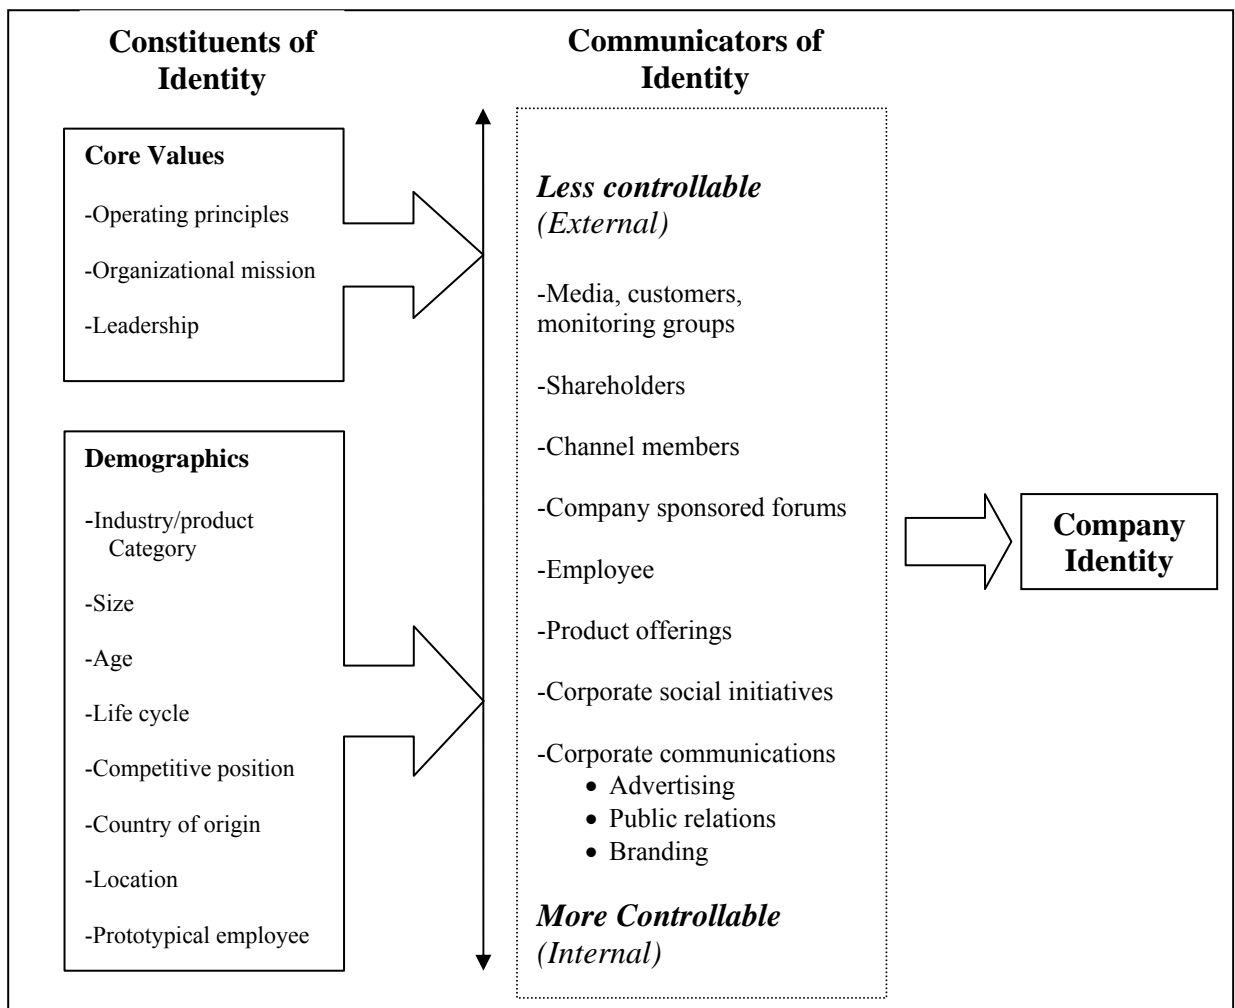 Constituents of
Identity
Core Values
-Operating principles
-Organizational mission
-Leadership
Demographics
-Industry/product
Category
-Size
-Age
-Life cycle
-Competitive position
-Country of origin
-Location
-Prototypical employee
Communicators of
Identity
Less controllable
(External)
-Media, customers,
monitoring groups
-Shareholders
-Channel members
-Company sponsored forums
-Employee
-Product offerings
-Corporate social initiatives
-Corporate communications
• Advertising
• Public relations
• Branding
More Controllable
(Internal)
Company
Identity